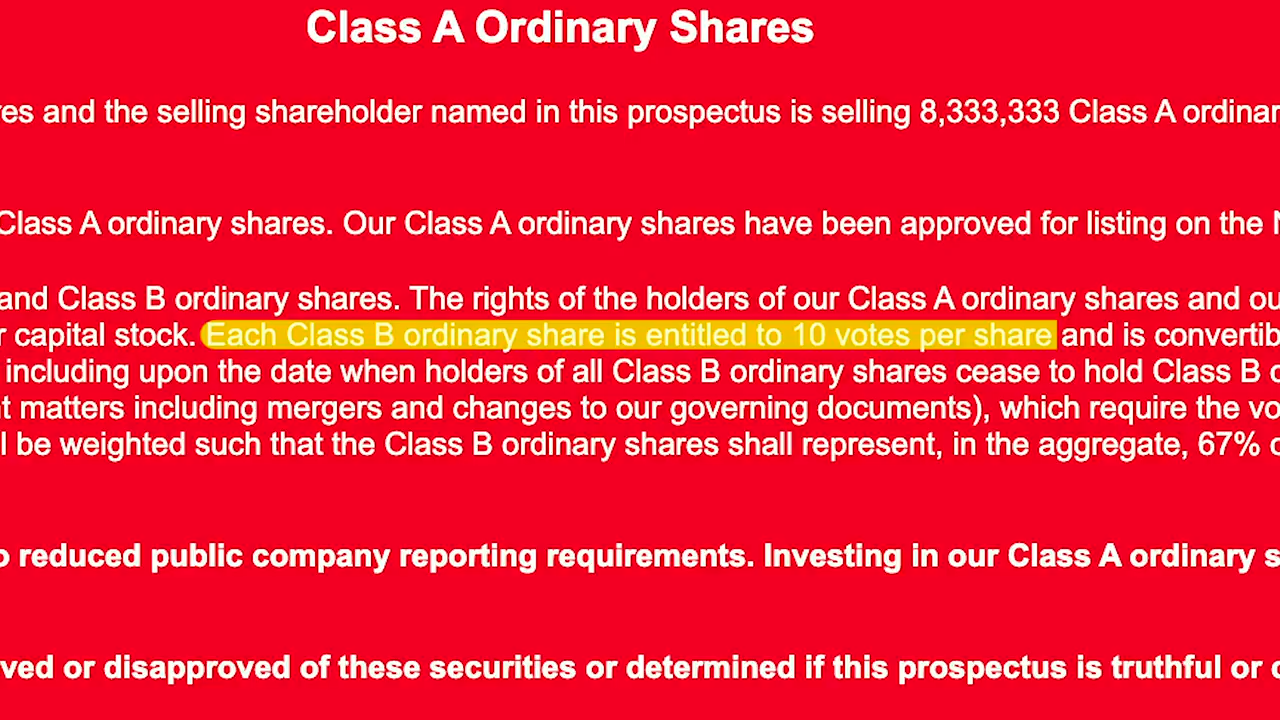 Class A Ordinary Shares
res and the selling shareholder named in this prospectus is selling 8,333,333 Class A ordinar
Class A ordinary shares. Our Class A ordinary shares have been approved for listing on the N
and Class B ordinary shares. The rights of the holders of our Class A ordinary shares and ou
r capital stock. Each Class B ordinary share is entitled to 10 votes per share and is convertib
including upon the date when holders of all Class B ordinary shares cease to hold Class B o
nt matters including mergers and changes to our governing documents), which require the vo
l be weighted such that the Class B ordinary shares shall represent, in the aggregate, 67% o
o reduced public company reporting requirements. Investing in our Class A ordinary s
ved or disapproved of these securities or determined if this prospectus is truthful or c